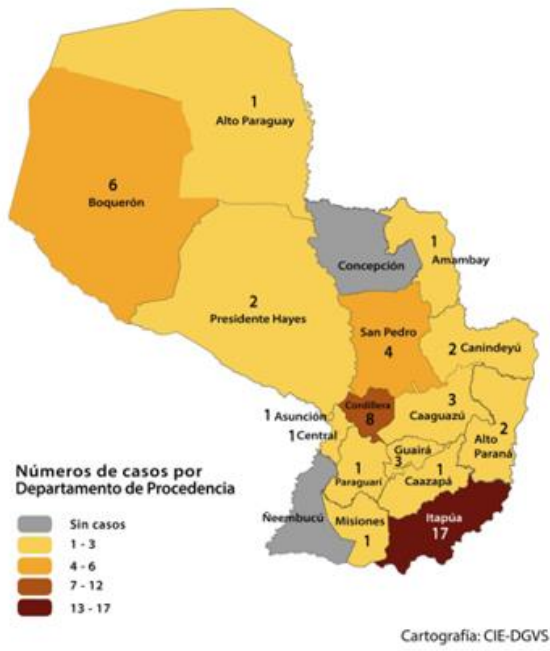 1
Alto Paraguay
6
Boquerón
Concepción
1
Amambay
2
Presidente Hayes
San Pedro
4
2 Canindeyú
Cordillera
8
3
Caaguazú
1 Asunción
1 Central
2
Alto
Paraná
Guairá
3
1
Paraguarí
1
Caazapá
Ñeembucú
Misiones
1
Itapúa
17
Números de casos por
Departamento de Procedencia
Sin casos
1 - 3
4 - 6
7 - 12
13 - 17
Cartografía: CIE-DGVS